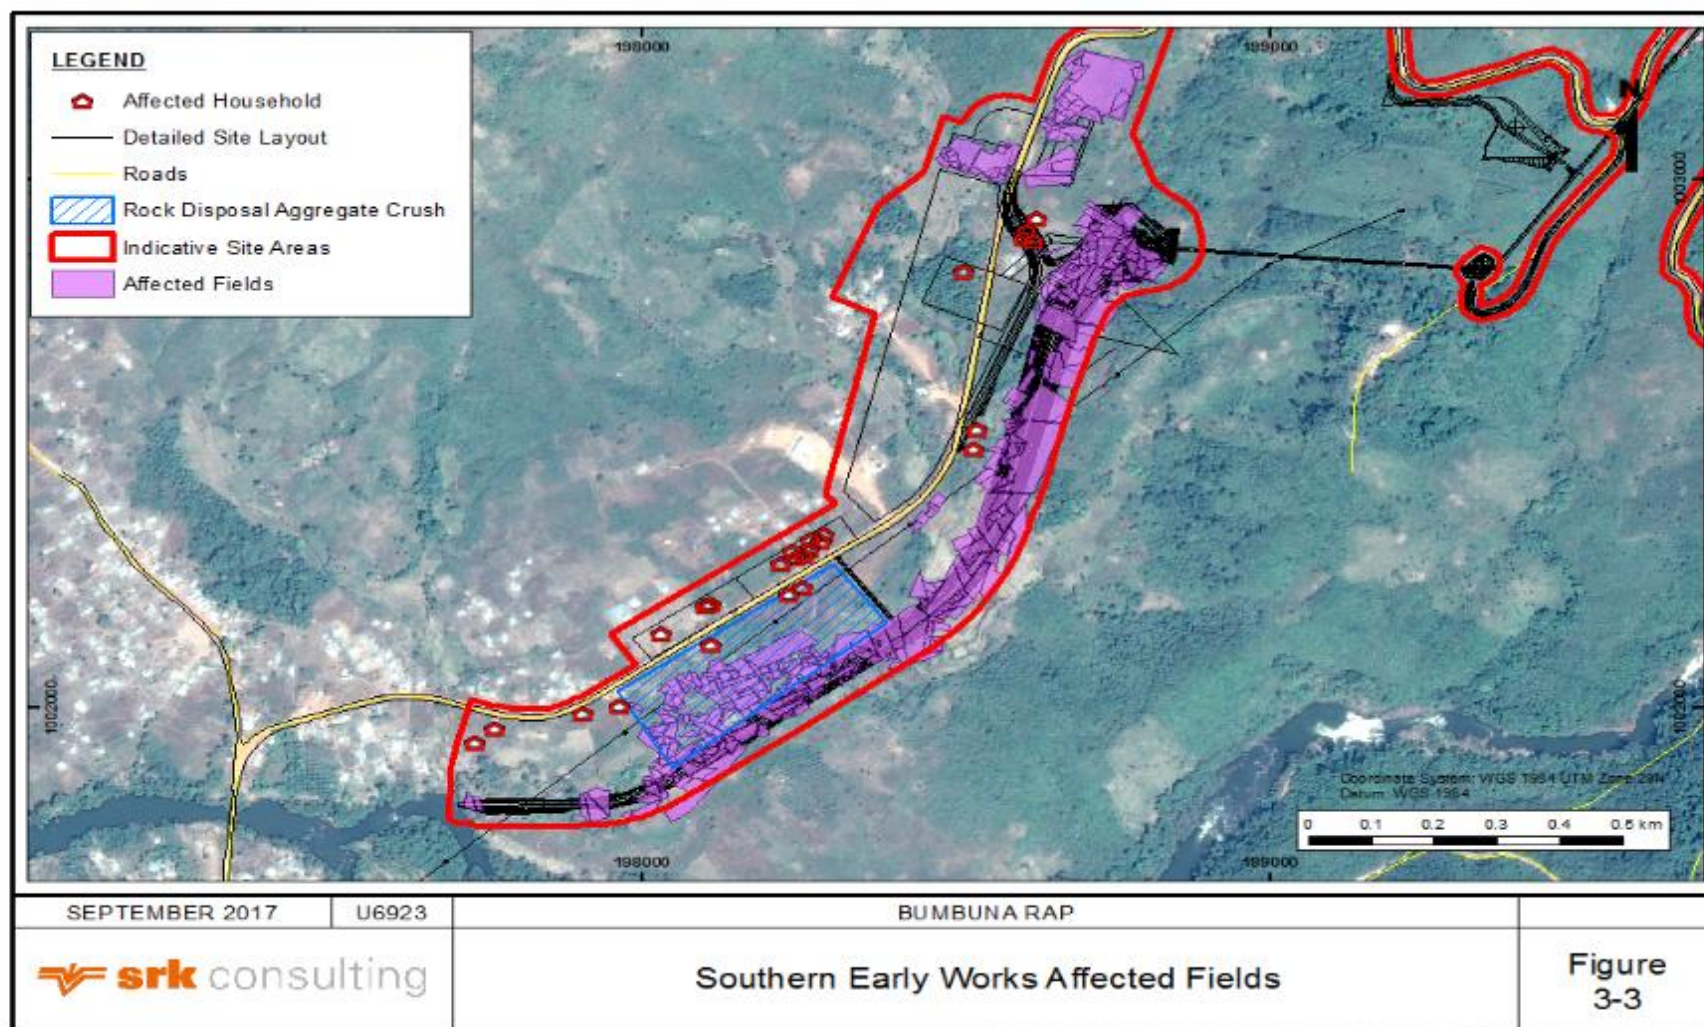 198000
199000
LEGEND
Affected Household
Detailed Site Layout
Roads
Rock Disposal Aggregate Crush
Indicative Site Areas
Affected Fields
N
1003000
1002000
1002000
Coordinate System: WGS 1984 UTM Zone 29N
Datum: WGS 1984
0 0.1 0.2 0.3 0.4 0.5 km
198000
199000
SEPTEMBER 2017
U6923
BUMBUNA RAP
srk consulting
Southern Early Works Affected Fields
Figure
3-3